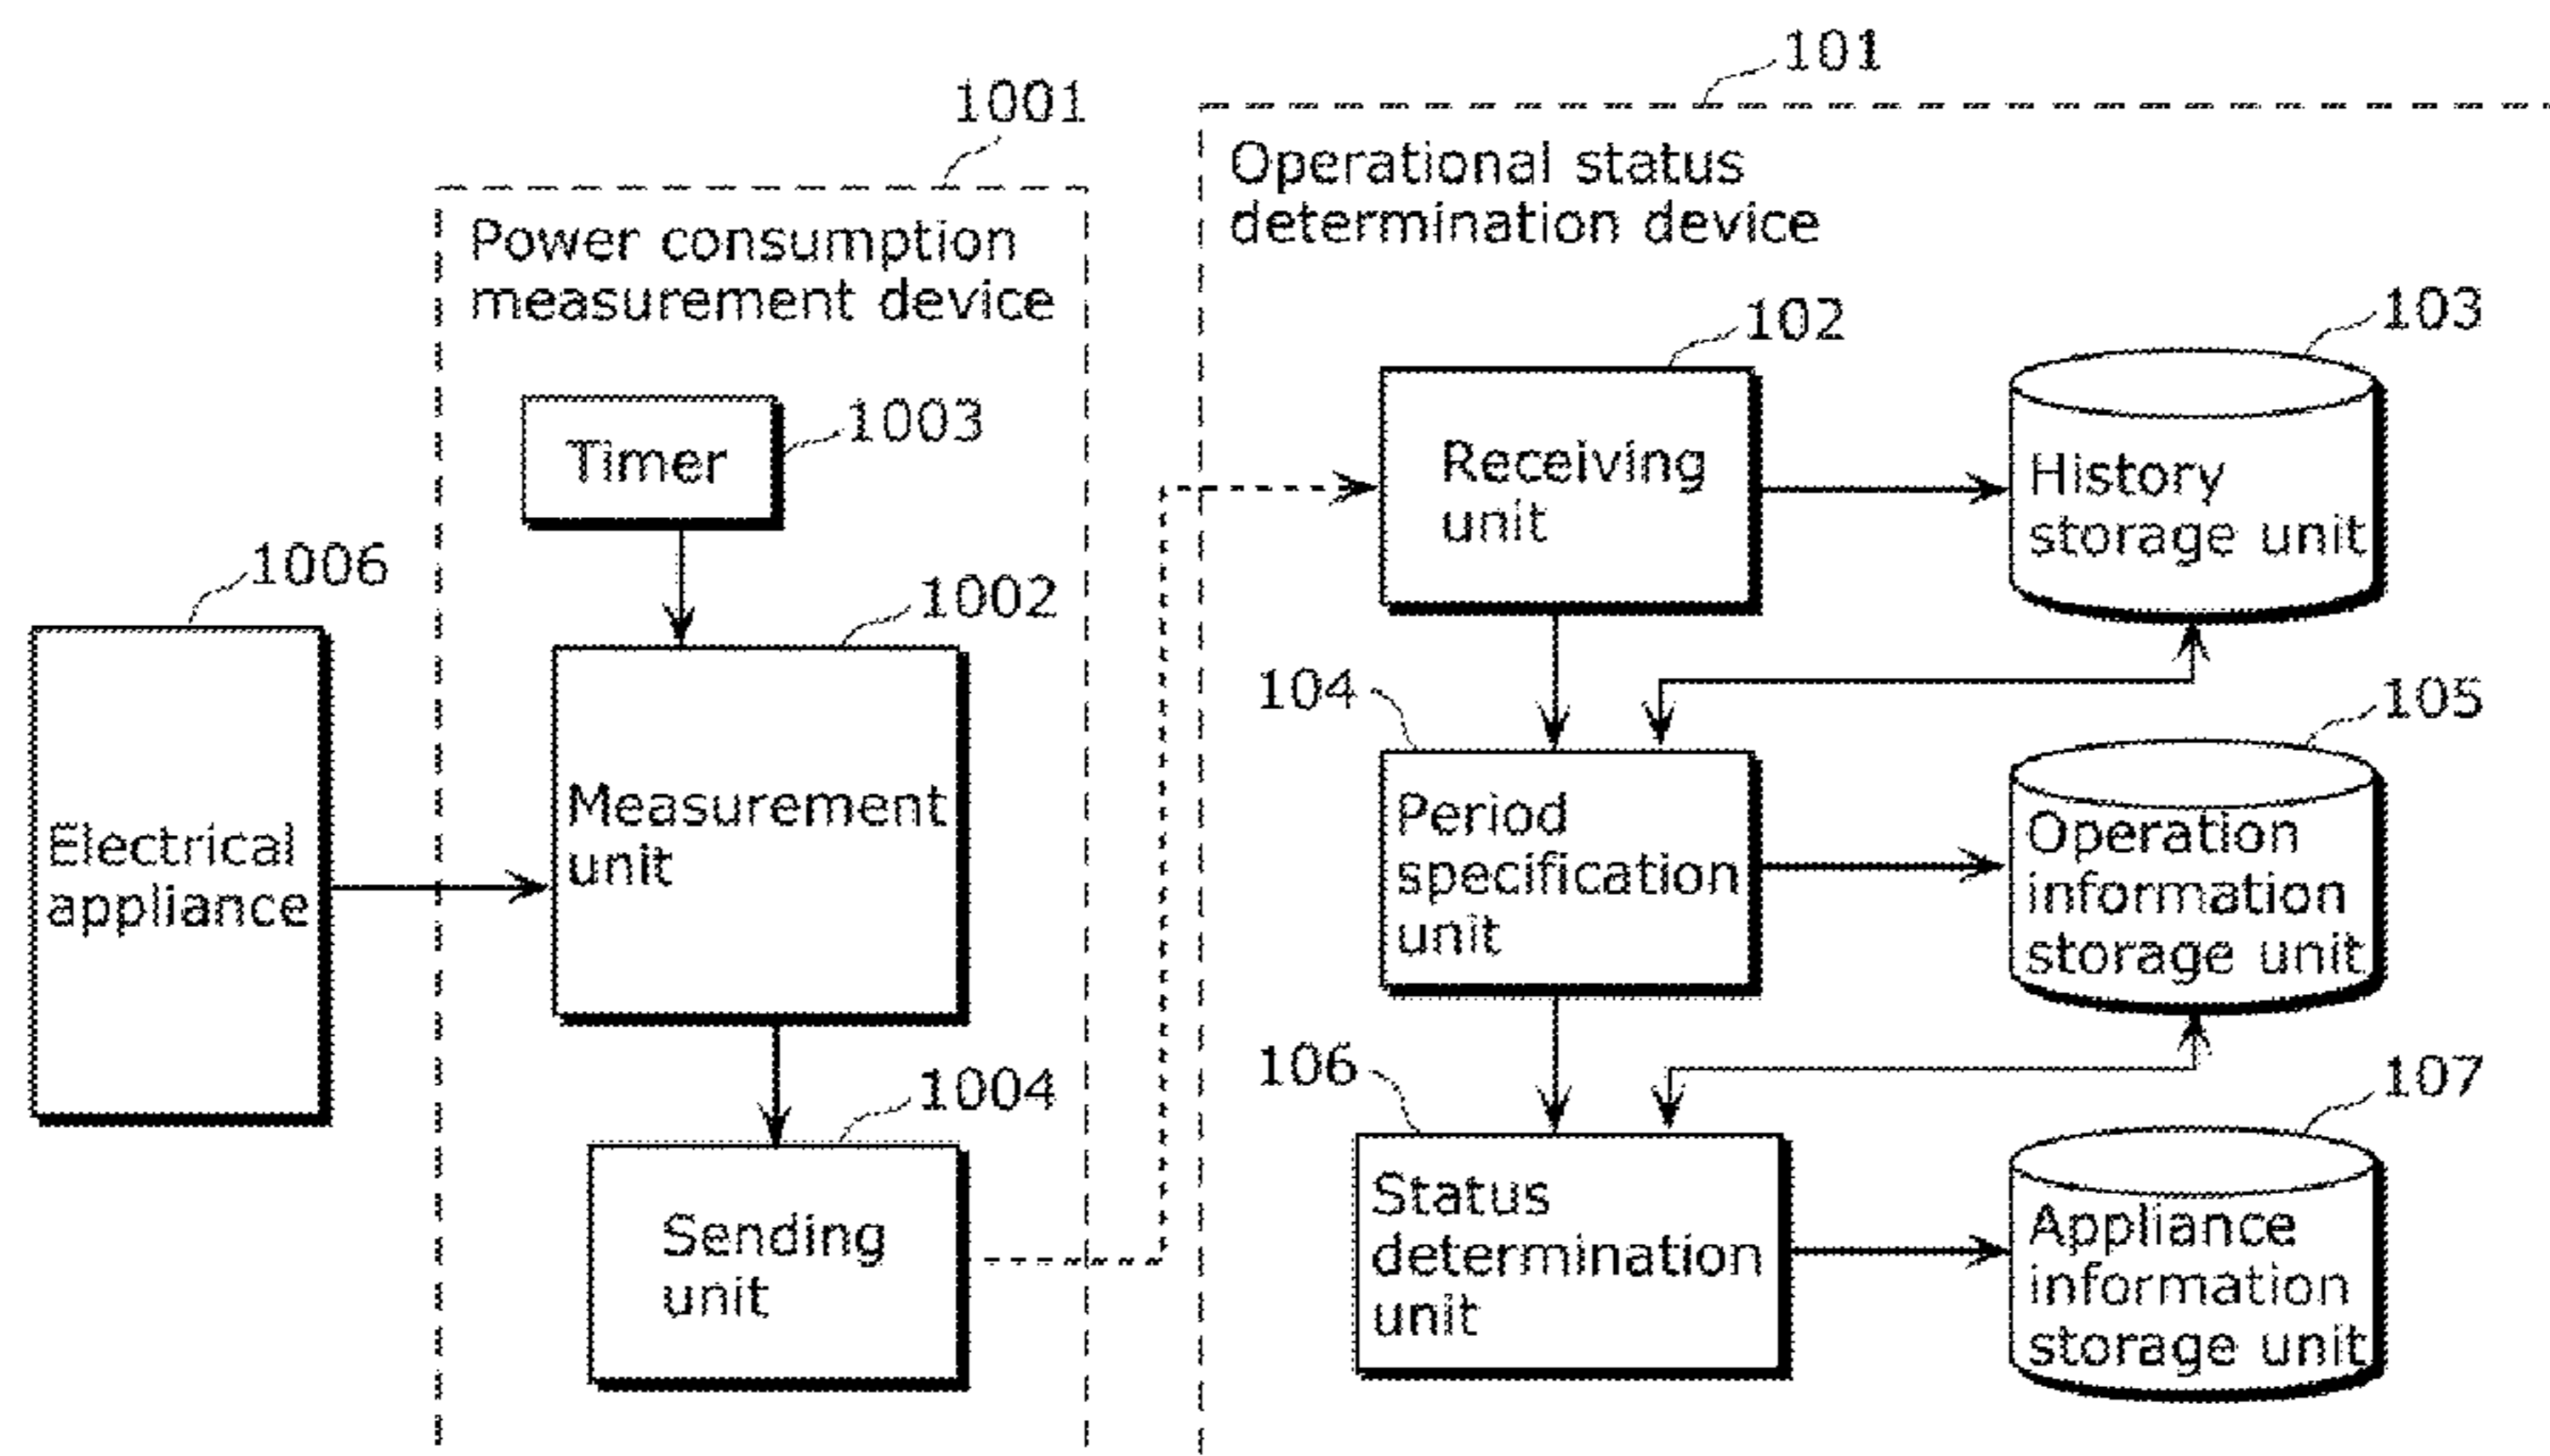 101
1001
Operational status
determination device
Power consumption
measurement device
102
103
1003
Timer
Receiving
unit
History
storage unit
1006
1002
104
105
Electrical
appliance
Measurement
unit
Period
specification
unit
Operation
information
storage unit
1004
106
107
Sending
unit
Status
determination
unit
Appliance
information
storage unit